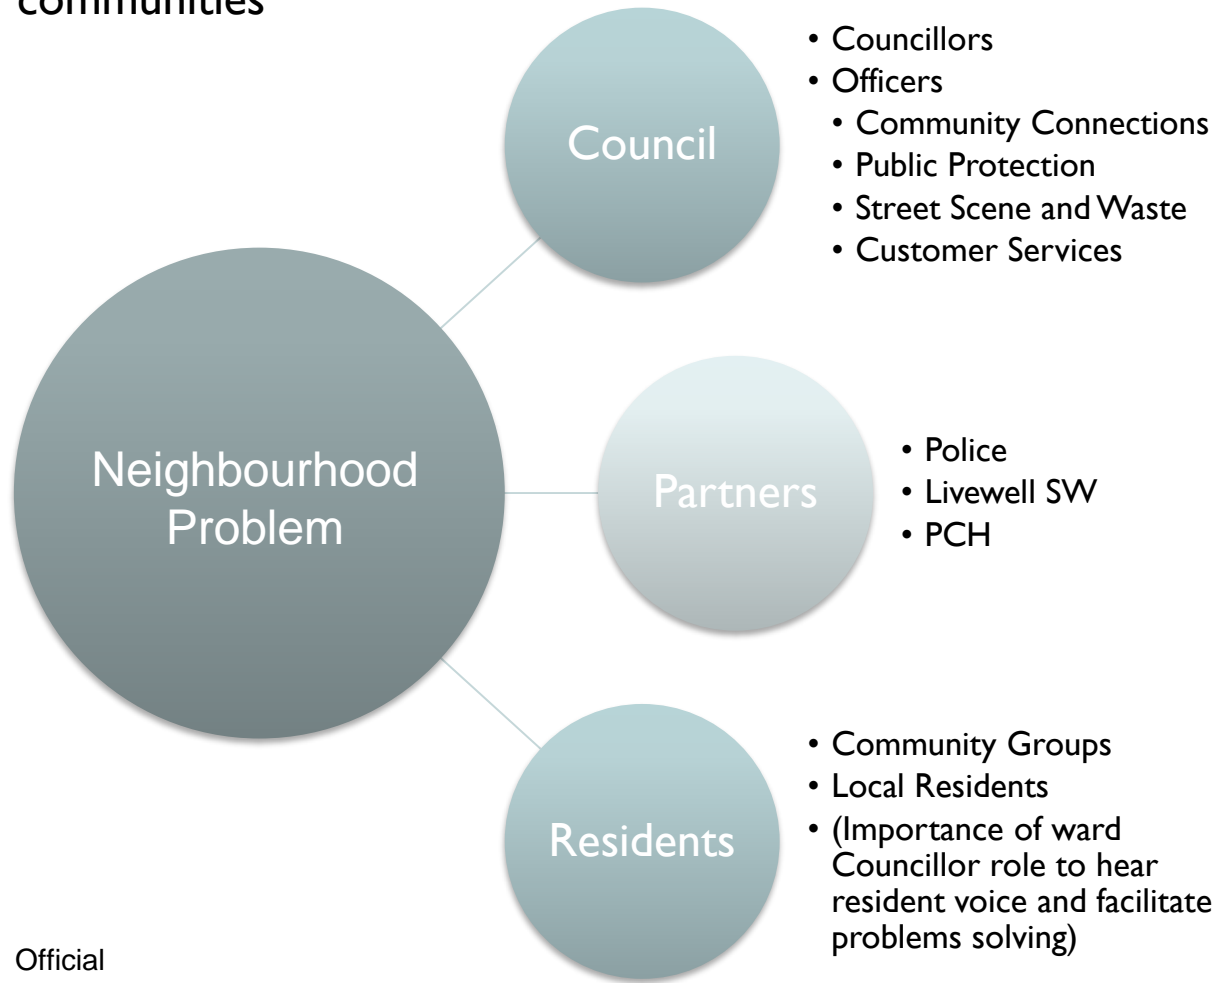 communities
Council
• Councillors
• Officers
• Community Connections
• Public Protection
• Street Scene and Waste
• Customer Services
Neighbourhood
Problem
Partners
• Police
• Livewell SW
• PCH
Residents
• Community Groups
• Local Residents
• (Importance of ward
Councillor role to hear
resident voice and facilitate
problems solving)
Official